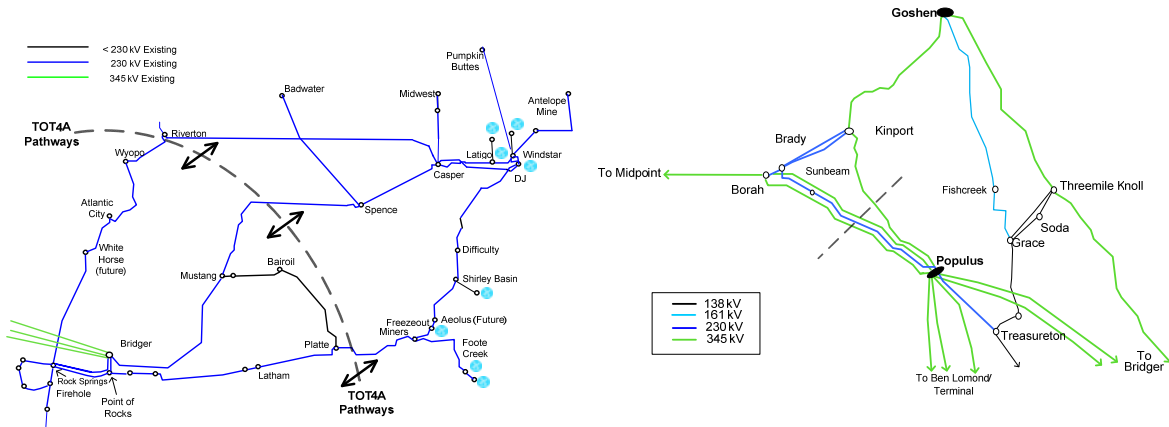 < 230 kV Existing
230 kV Existing
345 kV Existing
TOT4A
Pathways
Riverton
Wyopo
Atlantic
City
White
Horse
(future)
Badwater
Midwest
Pumpkin
Buttes
Antelope
Mine
Latigo
Windstar
DJ
Casper
Spence
Difficulty
Mustang
Bairoil
Shirley Basin
Aeolus (Future)
Freezeout
Miners
Platte
Foote
Creek
Bridger
Latham
Rock Springs
Firehole
Point of
Rocks
TOT4A
Pathways
Goshen
Brady
Kinport
Sunbeam
To Midpoint
Borah
Fishcreek
Threemile Knoll
Soda
Grace
Populus
138 kV
161 kV
230 kV
345 kV
Treasureton
To
Bridger
To Ben Lomond/
Terminal